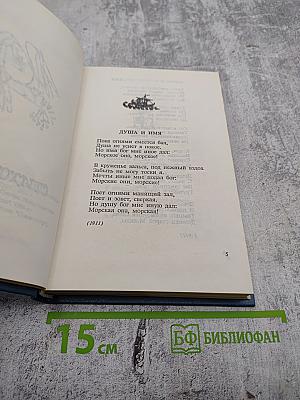 ДУША И ИМЯ
Пока огнями смеется бал,
Душа не уснет в покое.
Но имя бог мне иное дал:
Морское оно, морское!
В круженье вальса, под нежный вздох
Забыть не могу тоски я.
Мечты иные мне подал бог:
Морские они, морские!
Поет огнями манящий зал,
Поет и зовет, сверкая.
Но душу бог мне иную дал:
Морская она, морская!
(1911)
5
15 см
БФ БИБЛИОФАН